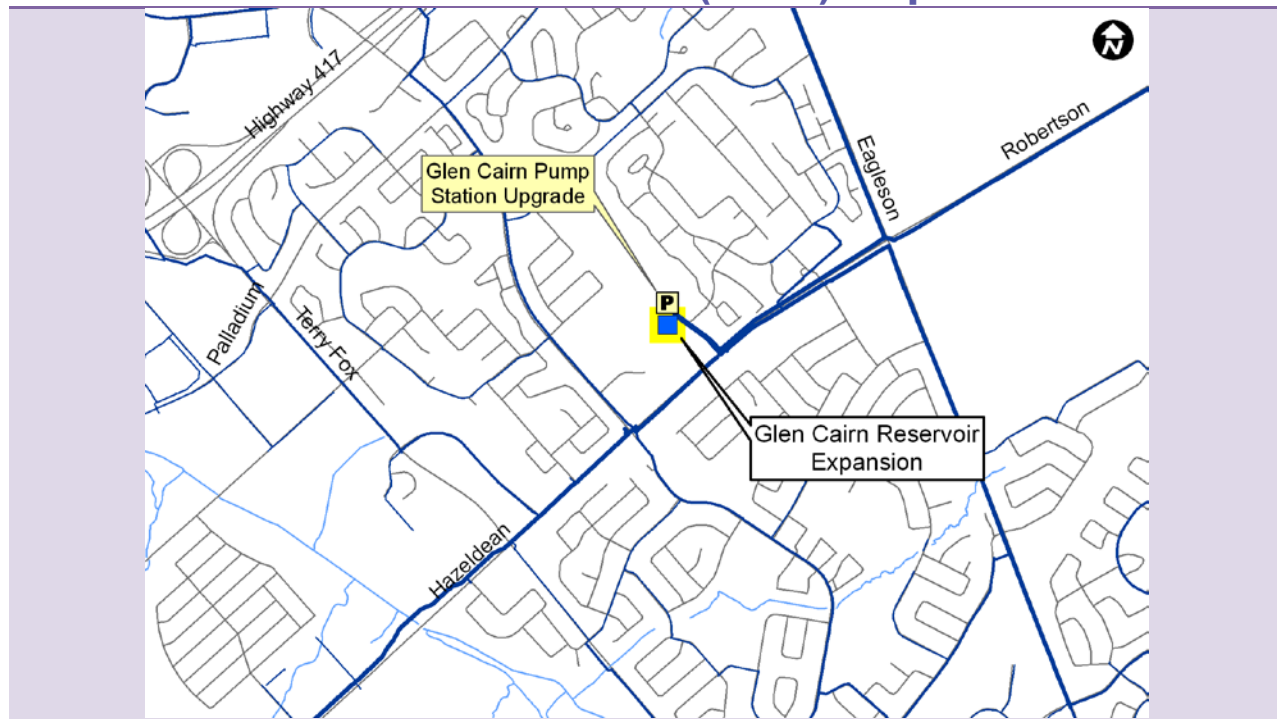 N
Highway 417
Robertson
Eagleson
Glen Cairn Pump
Station Upgrade
P
Palladium
Terry Fox
Glen Cairn Reservoir
Expansion
Hazeldean